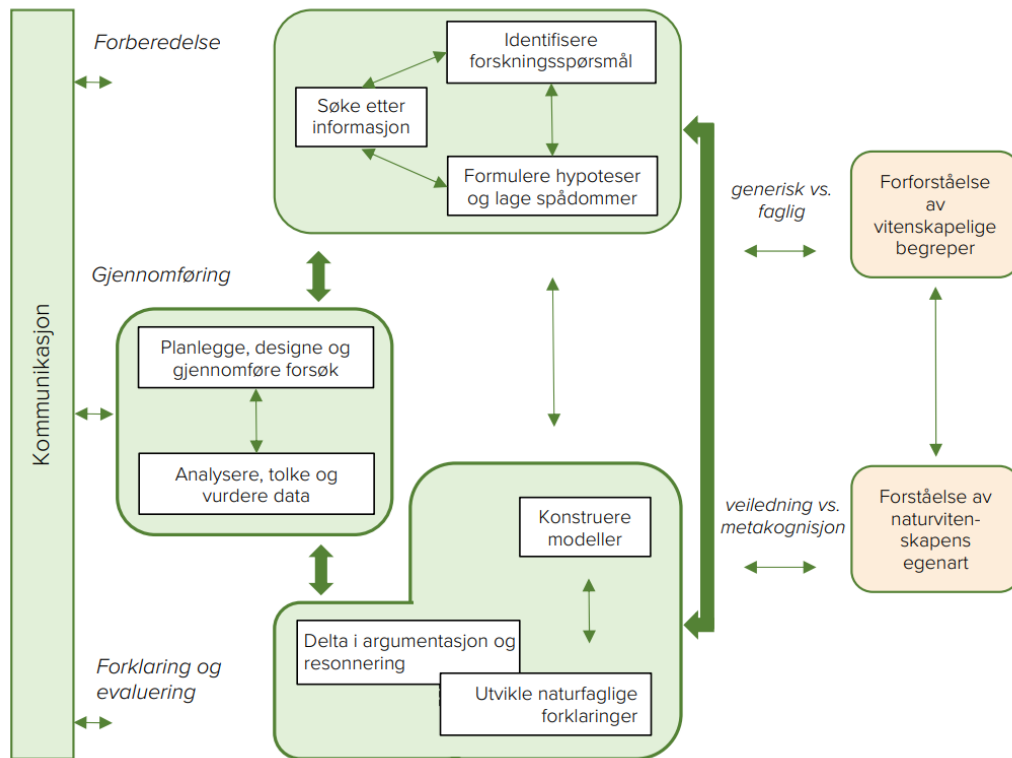 Forberedelse
Identifisere
forskningsspørsmål
Søke etter
informasjon
Formulere hypoteser
og lage spådommer
generisk vs.
faglig
Forforståelse
av
vitenskapelige
begreper
Gjennomføring
Planlegge, designe og
gjennomføre forsøk
Analysere, tolke og
vurdere data
Kommunikasjon
Konstruere
modeller
veiledning vs.
metakognisjon
Forståelse av
naturviten-
skapens
egenart
Delta i argumentasjon og
resonnering
Utvikle naturfaglige
forklaringer
Forklaring og
evaluering